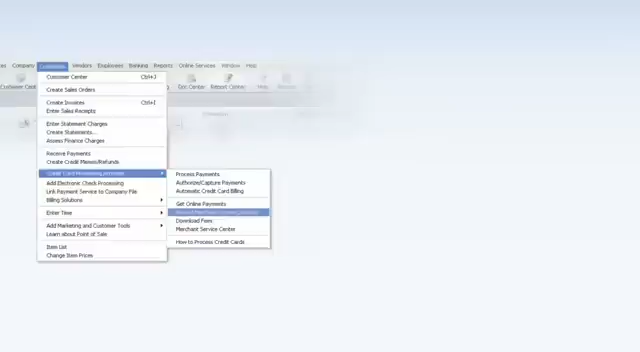 Company Customers Vendors Employees Banking Reports Online Services Window Help
Doc Center Report Center
Customer Center Ctrl+J
Create Sales Orders
Create Invoices Ctrl+I
Enter Sales Receipts
Enter Statement Charges
Create Statements...
Assess Finance Charges
Receive Payments
Create Credit Memos/Refunds
Credit Card Processing Activities
Add Electronic Check Processing
Link Payment Service to Company File
Billing Solutions
Enter Time
Add Marketing and Customer Tools
Learn about Point of Sale
Item List
Change Item Prices
Process Payments
Authorize/Capture Payments
Automatic Credit Card Billing
Get Online Payments
Download Fees
Merchant Service Center
How to Process Credit Cards